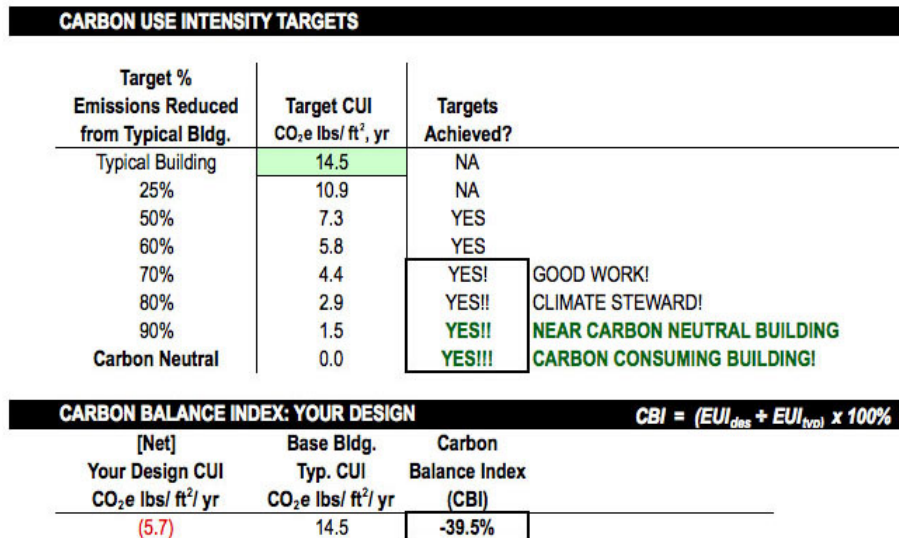 CARBON USE INTENSITY TARGETS
Target %
Emissions Reduced Target CUI Targets
from Typical Bldg. CO₂e lbs/ ft², yr Achieved?
Typical Building 14.5 NA
25% 10.9 NA
50% 7.3 YES
60% 5.8 YES
70% 4.4 YES! GOOD WORK!
80% 2.9 YES!! CLIMATE STEWARD!
90% 1.5 YES!! NEAR CARBON NEUTRAL BUILDING
Carbon Neutral 0.0 YES!!! CARBON CONSUMING BUILDING!
CARBON BALANCE INDEX: YOUR DESIGN CBI = (EUIdes + EUItyp) x 100%
[Net] Base Bldg. Carbon
Your Design CUI Typ. CUI Balance Index
CO₂e lbs/ ft²/ yr CO₂e lbs/ ft²/ yr (CBI)
(5.7) 14.5 -39.5%